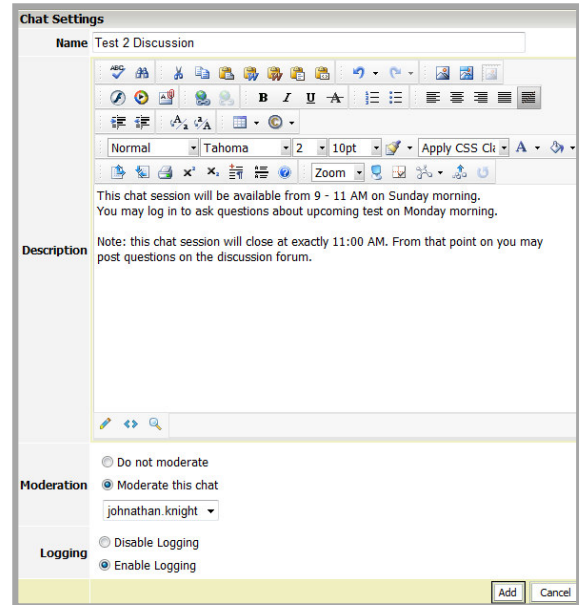 Chat Settings
Name Test 2 Discussion
ABC
B I U A
Normal Tahoma 2 10pt Apply CSS Cla A
x² x₂ Zoom
Description
This chat session will be available from 9 - 11 AM on Sunday morning.
You may log in to ask questions about upcoming test on Monday morning.
Note: this chat session will close at exactly 11:00 AM. From that point on you may
post questions on the discussion forum.
Moderation
Do not moderate
Moderate this chat
johnathan.knight
Logging
Disable Logging
Enable Logging
Add Cancel